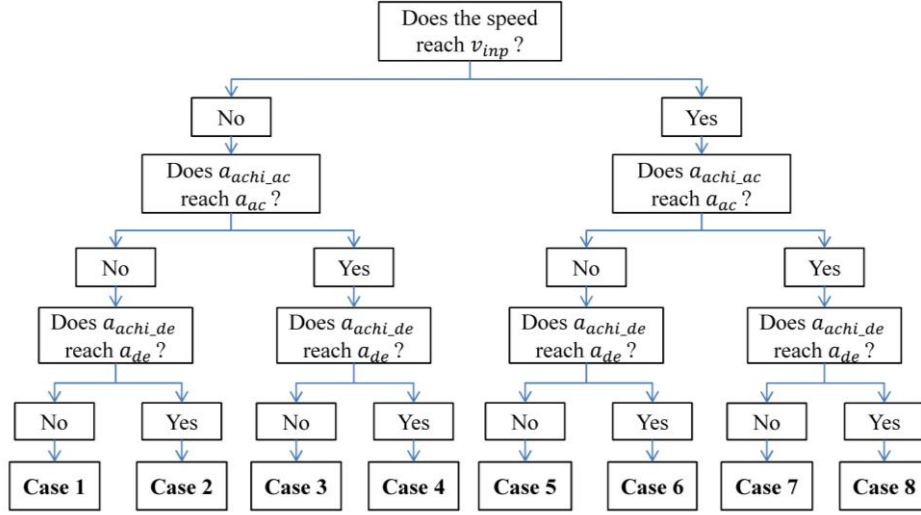 Does the speed
reach v_inp ?
No
Yes
Does a_achi_ac
reach a_ac ?
Does a_achi_ac
reach a_ac ?
No
Yes
No
Yes
Does a_achi_de
reach a_de ?
Does a_achi_de
reach a_de ?
Does a_achi_de
reach a_de ?
Does a_achi_de
reach a_de ?
No
Yes
No
Yes
No
Yes
No
Yes
Case 1
Case 2
Case 3
Case 4
Case 5
Case 6
Case 7
Case 8